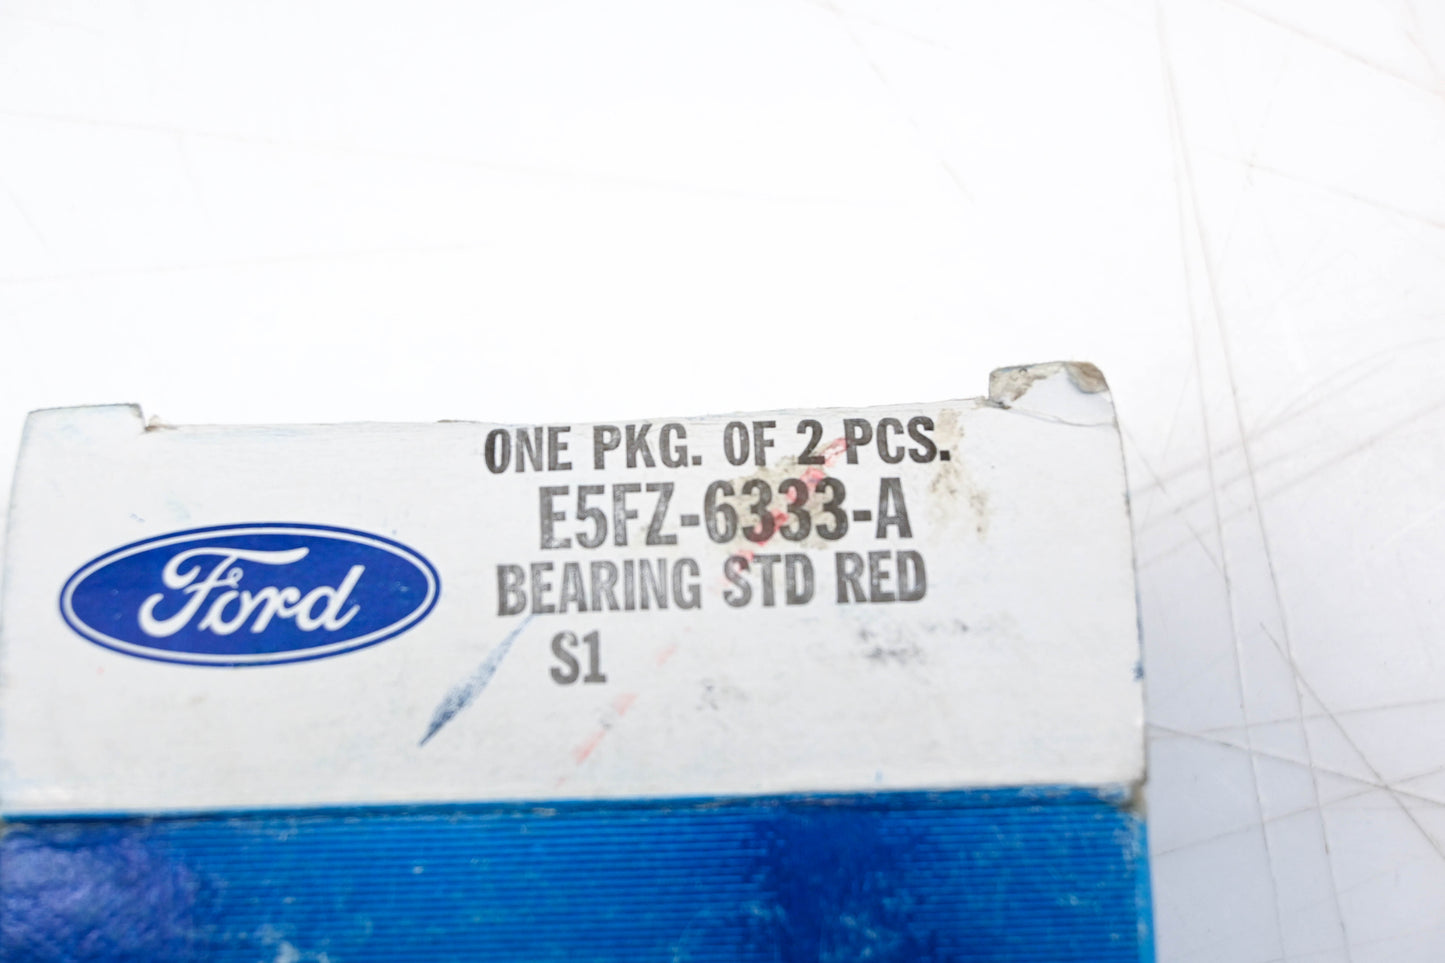 Ford
ONE PKG. OF 2 PCS.
E5FZ-6333-A
BEARING STD RED
S1